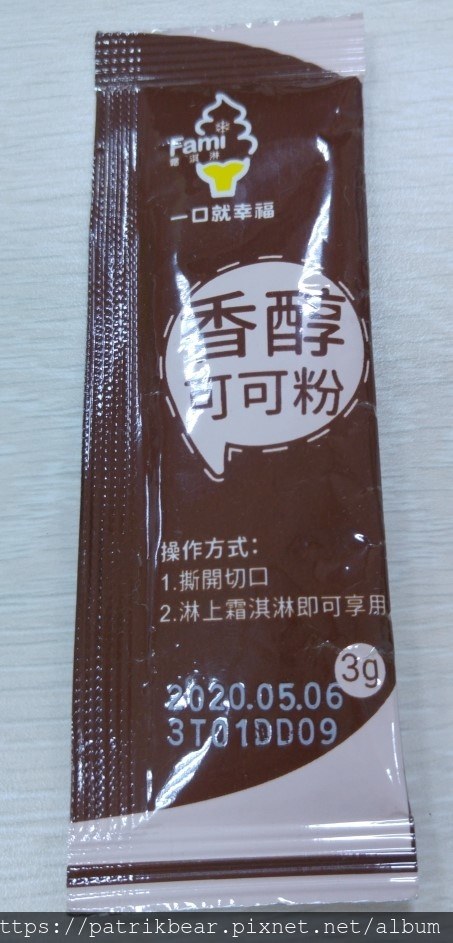 Fami
霜淇淋
一口就幸福
香醇
可可粉
操作方式：
1.撕開切口
2.淋上霜淇淋即可享用
3g
2020.05.06
3T01DD09
ttps://patrikbear.pixnet.net/album